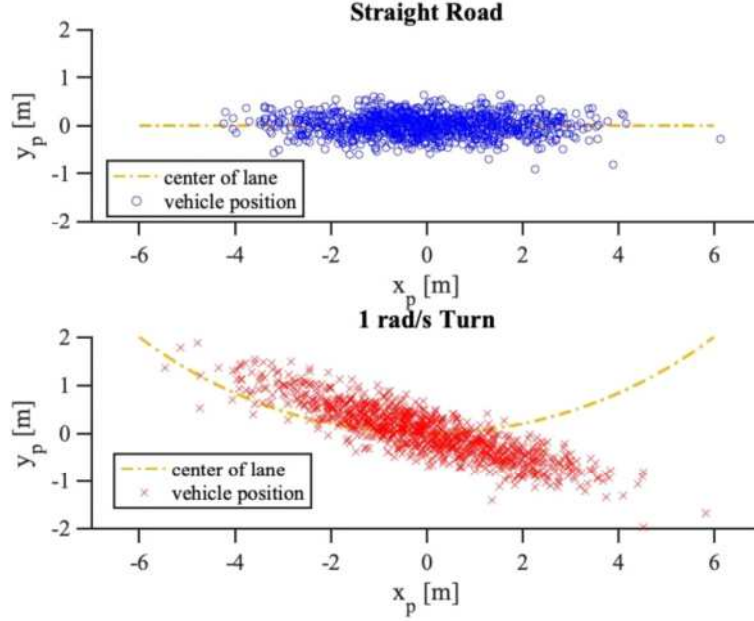 Straight Road
2
1
0
-1
-2
y_p [m]
center of lane
vehicle position
-6 -4 -2 0 2 4 6
x_p [m]
1 rad/s Turn
2
1
0
-1
-2
y_p [m]
center of lane
vehicle position
-6 -4 -2 0 2 4 6
x_p [m]